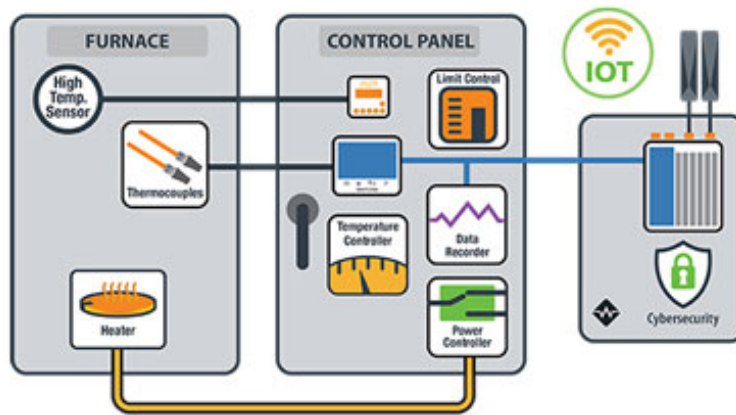 FURNACE
High
Temp.
Sensor
Thermocouples
Heater
CONTROL PANEL
Limit Control
Temperature
Controller
Data
Recorder
Power
Controller
IOT
Cybersecurity